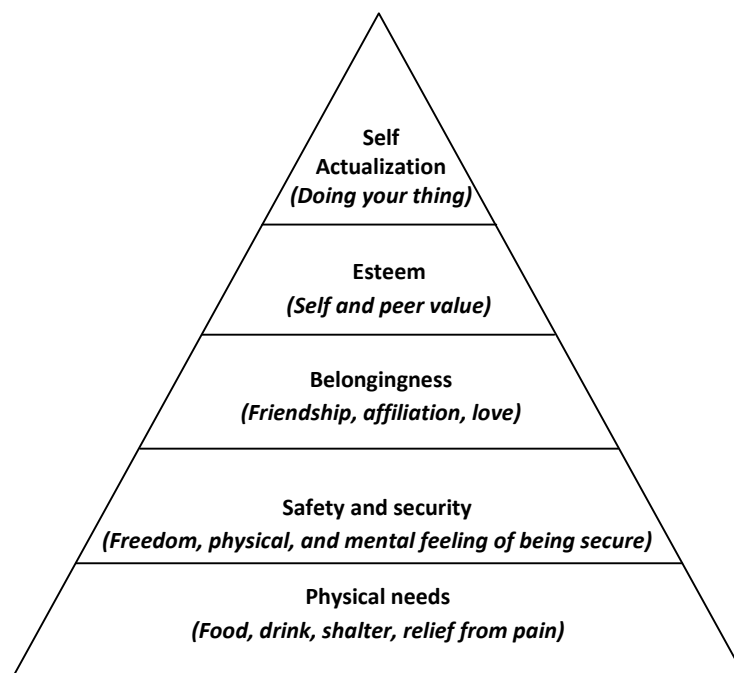 Self
Actualization
(Doing your thing)
Esteem
(Self and peer value)
Belongingness
(Friendship, affiliation, love)
Safety and security
(Freedom, physical, and mental feeling of being secure)
Physical needs
(Food, drink, shalter, relief from pain)